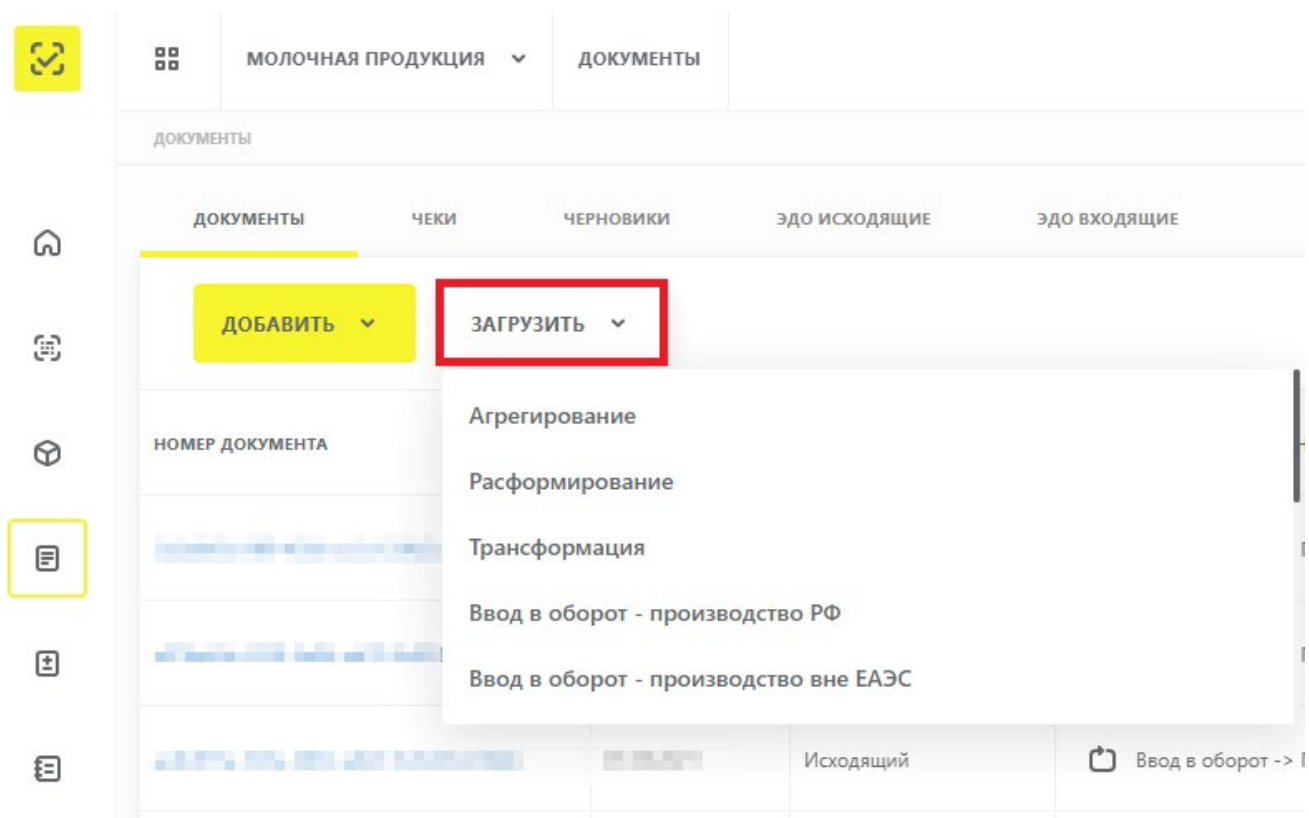 МОЛОЧНАЯ ПРОДУКЦИЯ
ДОКУМЕНТЫ
ДОКУМЕНТЫ
ДОКУМЕНТЫ
ЧЕКИ
ЧЕРНОВИКИ
ЭДО ИСХОДЯЩИЕ
ЭДО ВХОДЯЩИЕ
ДОБАВИТЬ
ЗАГРУЗИТЬ
Агрегирование
НОМЕР ДОКУМЕНТА
Расформирование
Трансформация
Ввод в оборот - производство РФ
Ввод в оборот - производство вне ЕАЭС
Исходящий
Ввод в оборот ->